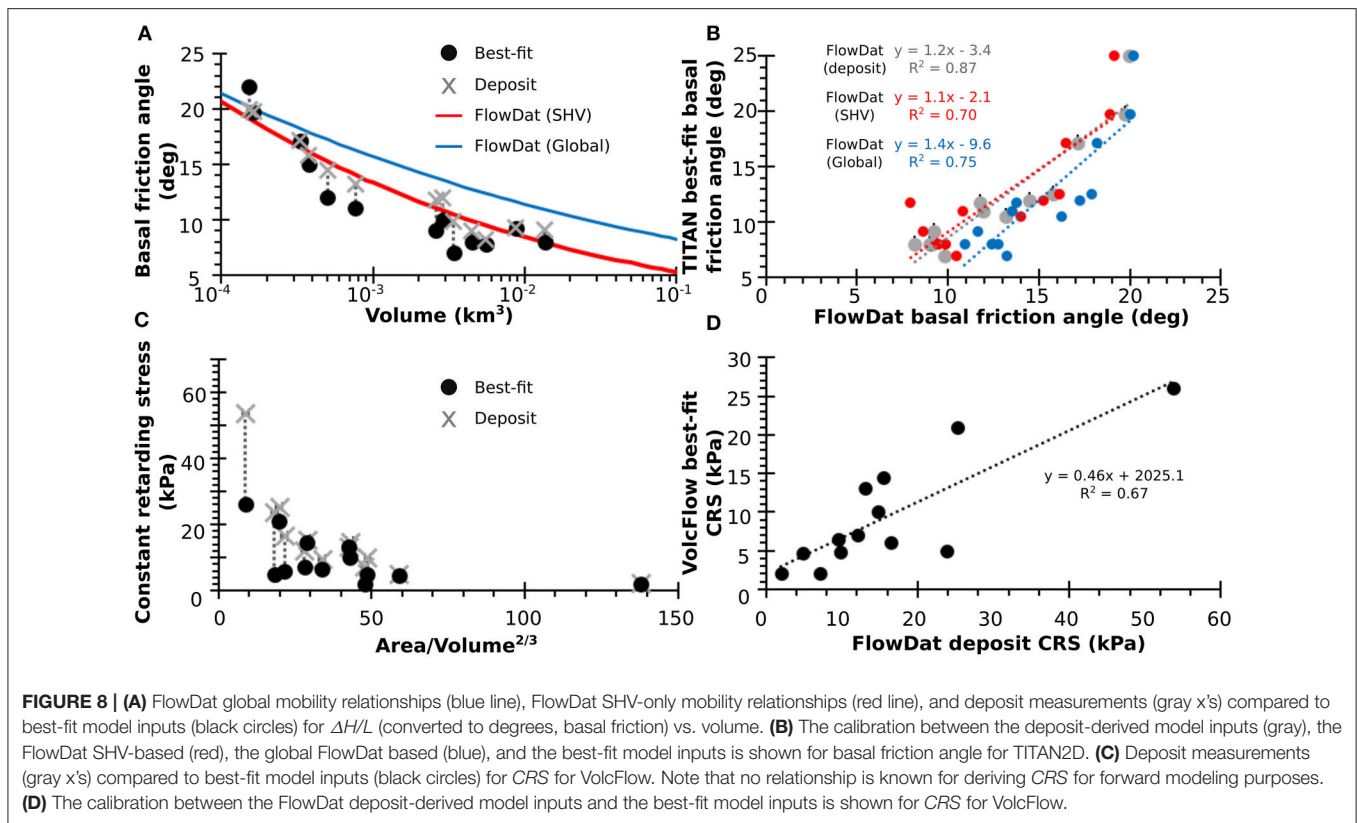 A
Basal friction angle
(deg)
25
20
15
10
5
10-4
10-3
10-2
10-1
Volume (km3)
Best-fit
Deposit
FlowDat (SHV)
FlowDat (Global)
B
TITAN best-fit basal
friction angle (deg)
25
20
15
10
5
0
5
10
15
20
25
FlowDat basal friction angle (deg)
FlowDat y = 1.2x - 3.4
(deposit) R2 = 0.87
FlowDat y = 1.1x - 2.1
(SHV) R2 = 0.70
FlowDat y = 1.4x - 9.6
(Global) R2 = 0.75
C
Constant retarding stress
(kPa)
60
40
20
0
0
50
100
150
Area/Volume2/3
Best-fit
Deposit
D
VolcFlow best-fit
CRS (kPa)
30
25
20
15
10
5
0
0
10
20
30
40
50
60
FlowDat deposit CRS (kPa)
y = 0.46x + 2025.1
R2 = 0.67
FIGURE 8 | (A) FlowDat global mobility relationships (blue line), FlowDat SHV-only mobility relationships (red line), and deposit measurements (gray x's) compared to
best-fit model inputs (black circles) for ΔH/L (converted to degrees, basal friction) vs. volume. (B) The calibration between the deposit-derived model inputs (gray), the
FlowDat SHV-based (red), the global FlowDat based (blue), and the best-fit model inputs is shown for basal friction angle for TITAN2D. (C) Deposit measurements
(gray x's) compared to best-fit model inputs (black circles) for CRS for VolcFlow. Note that no relationship is known for deriving CRS for forward modeling purposes.
(D) The calibration between the FlowDat deposit-derived model inputs and the best-fit model inputs is shown for CRS for VolcFlow.